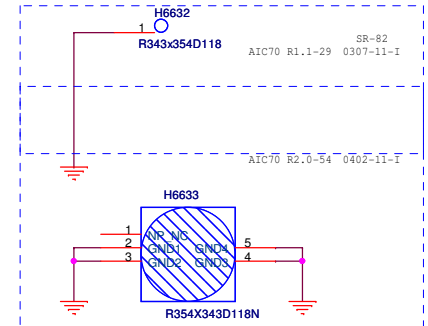 H6632
1
R343x354D118
SR-82
AIC70 R1.1-29 0307-11-I
AIC70 R2.0-54 0402-11-I
H6633
1 NP_NC
2 GND1 GND4 5
3 GND2 GND3 4
R354X343D118N